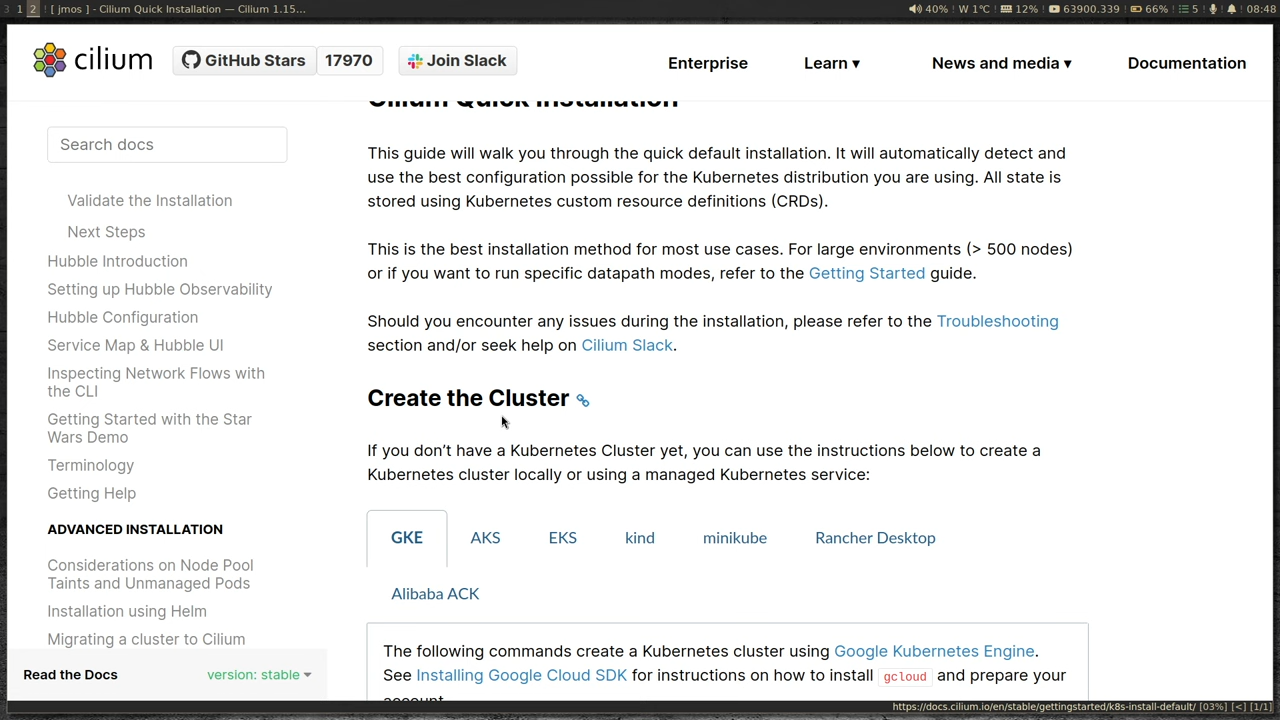 3 1 2 [ jmos ] - Cilium Quick Installation — Cilium 1.15... 40% W 1°C 12% 63900.339 66% 5 08:48
cilium GitHub Stars 17970 Join Slack Enterprise Learn ▾ News and media ▾ Documentation
Search docs
Validate the Installation
Next Steps
Hubble Introduction
Setting up Hubble Observability
Hubble Configuration
Service Map & Hubble UI
Inspecting Network Flows with
the CLI
Getting Started with the Star
Wars Demo
Terminology
Getting Help
ADVANCED INSTALLATION
Considerations on Node Pool
Taints and Unmanaged Pods
Installation using Helm
Migrating a cluster to Cilium
Read the Docs version: stable
Cilium Quick Installation
This guide will walk you through the quick default installation. It will automatically detect and
use the best configuration possible for the Kubernetes distribution you are using. All state is
stored using Kubernetes custom resource definitions (CRDs).
This is the best installation method for most use cases. For large environments (> 500 nodes)
or if you want to run specific datapath modes, refer to the Getting Started guide.
Should you encounter any issues during the installation, please refer to the Troubleshooting
section and/or seek help on Cilium Slack.
Create the Cluster
If you don’t have a Kubernetes Cluster yet, you can use the instructions below to create a
Kubernetes cluster locally or using a managed Kubernetes service:
GKE AKS EKS kind minikube Rancher Desktop
Alibaba ACK
The following commands create a Kubernetes cluster using Google Kubernetes Engine.
See Installing Google Cloud SDK for instructions on how to install gcloud and prepare your
account.
https://docs.cilium.io/en/stable/gettingstarted/k8s-install-default/ [03%] [<] [1/1]